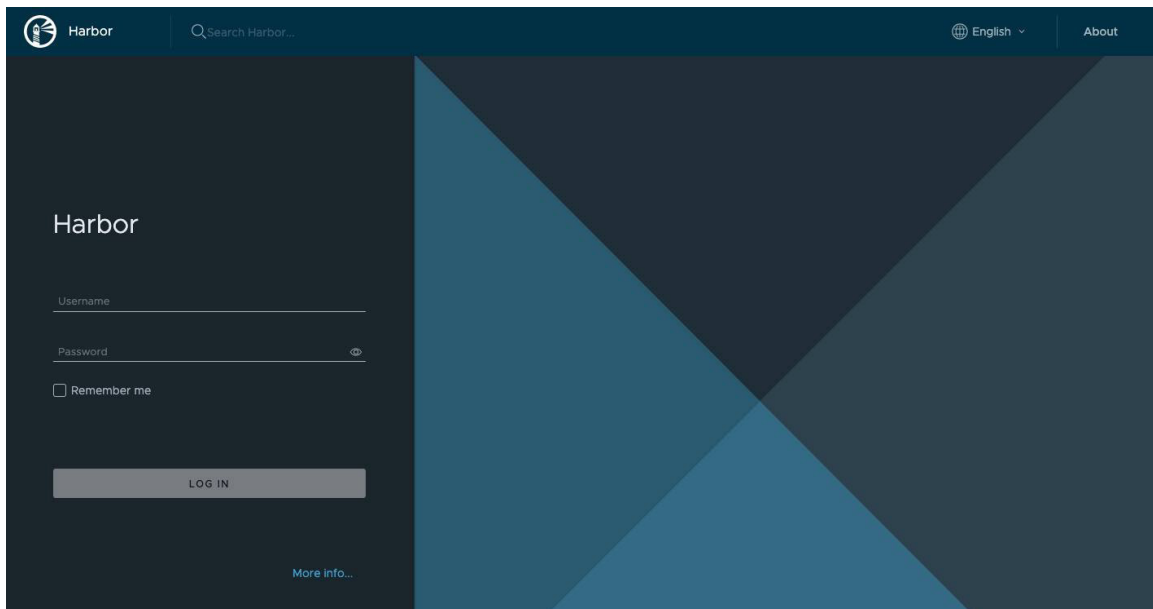 Harbor
Search Harbor...
English
About
Harbor
Username
Password
Remember me
LOG IN
More info...